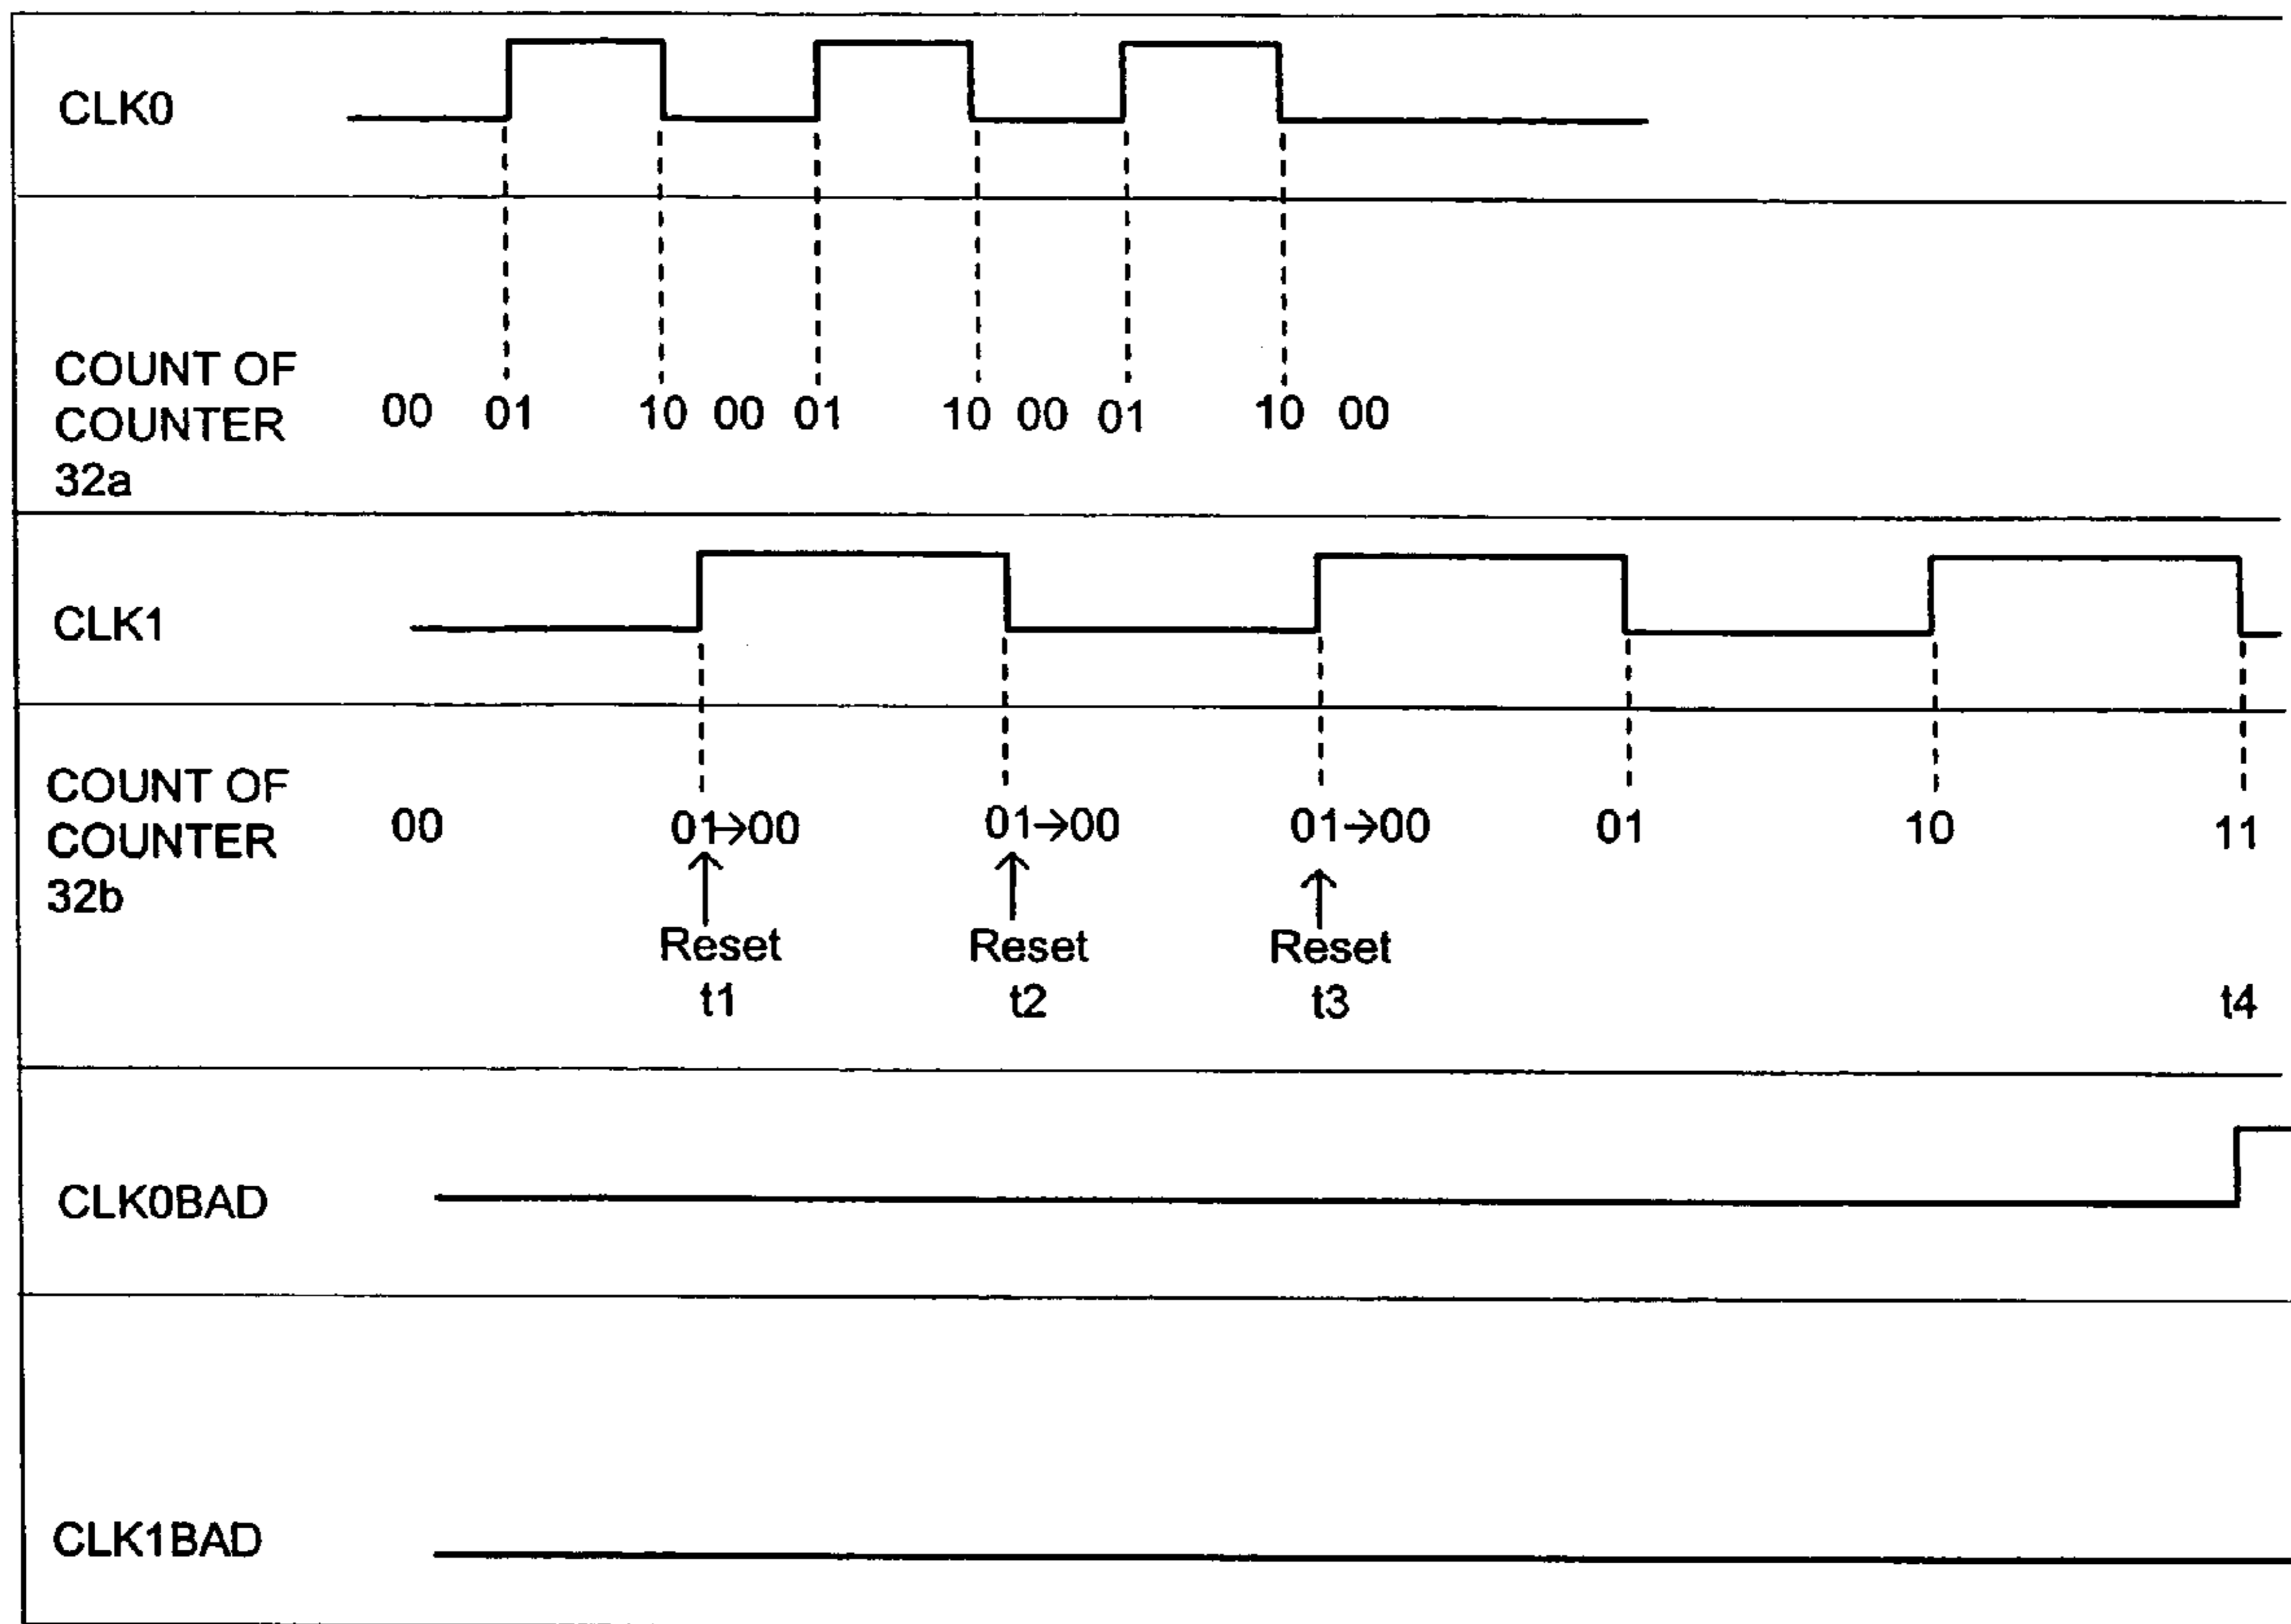 CLK0
COUNT OF
COUNTER
32a
00 01 10 00 01 10 00 01 10 00
CLK1
COUNT OF
COUNTER
32b
00 01→00 01→00 01→00 01 10 11
Reset Reset Reset
t1 t2 t3 t4
CLK0BAD
CLK1BAD